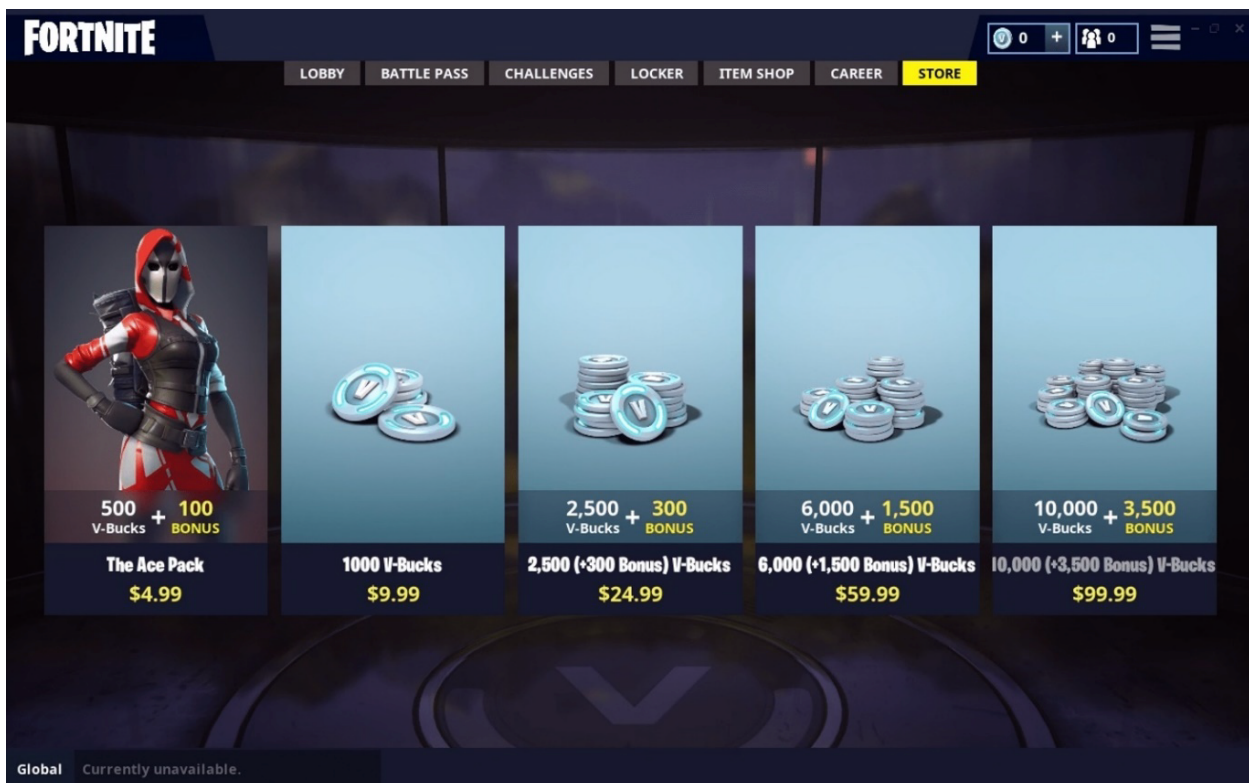 FORTNITE
0 + 0
LOBBY BATTLE PASS CHALLENGES LOCKER ITEM SHOP CAREER STORE
500 + 100
V-Bucks BONUS
The Ace Pack
$4.99
1000 V-Bucks
$9.99
2,500 + 300
V-Bucks BONUS
2,500 (+300 Bonus) V-Bucks
$24.99
6,000 + 1,500
V-Bucks BONUS
6,000 (+1,500 Bonus) V-Bucks
$59.99
10,000 + 3,500
V-Bucks BONUS
10,000 (+3,500 Bonus) V-Bucks
$99.99
Global Currently unavailable.